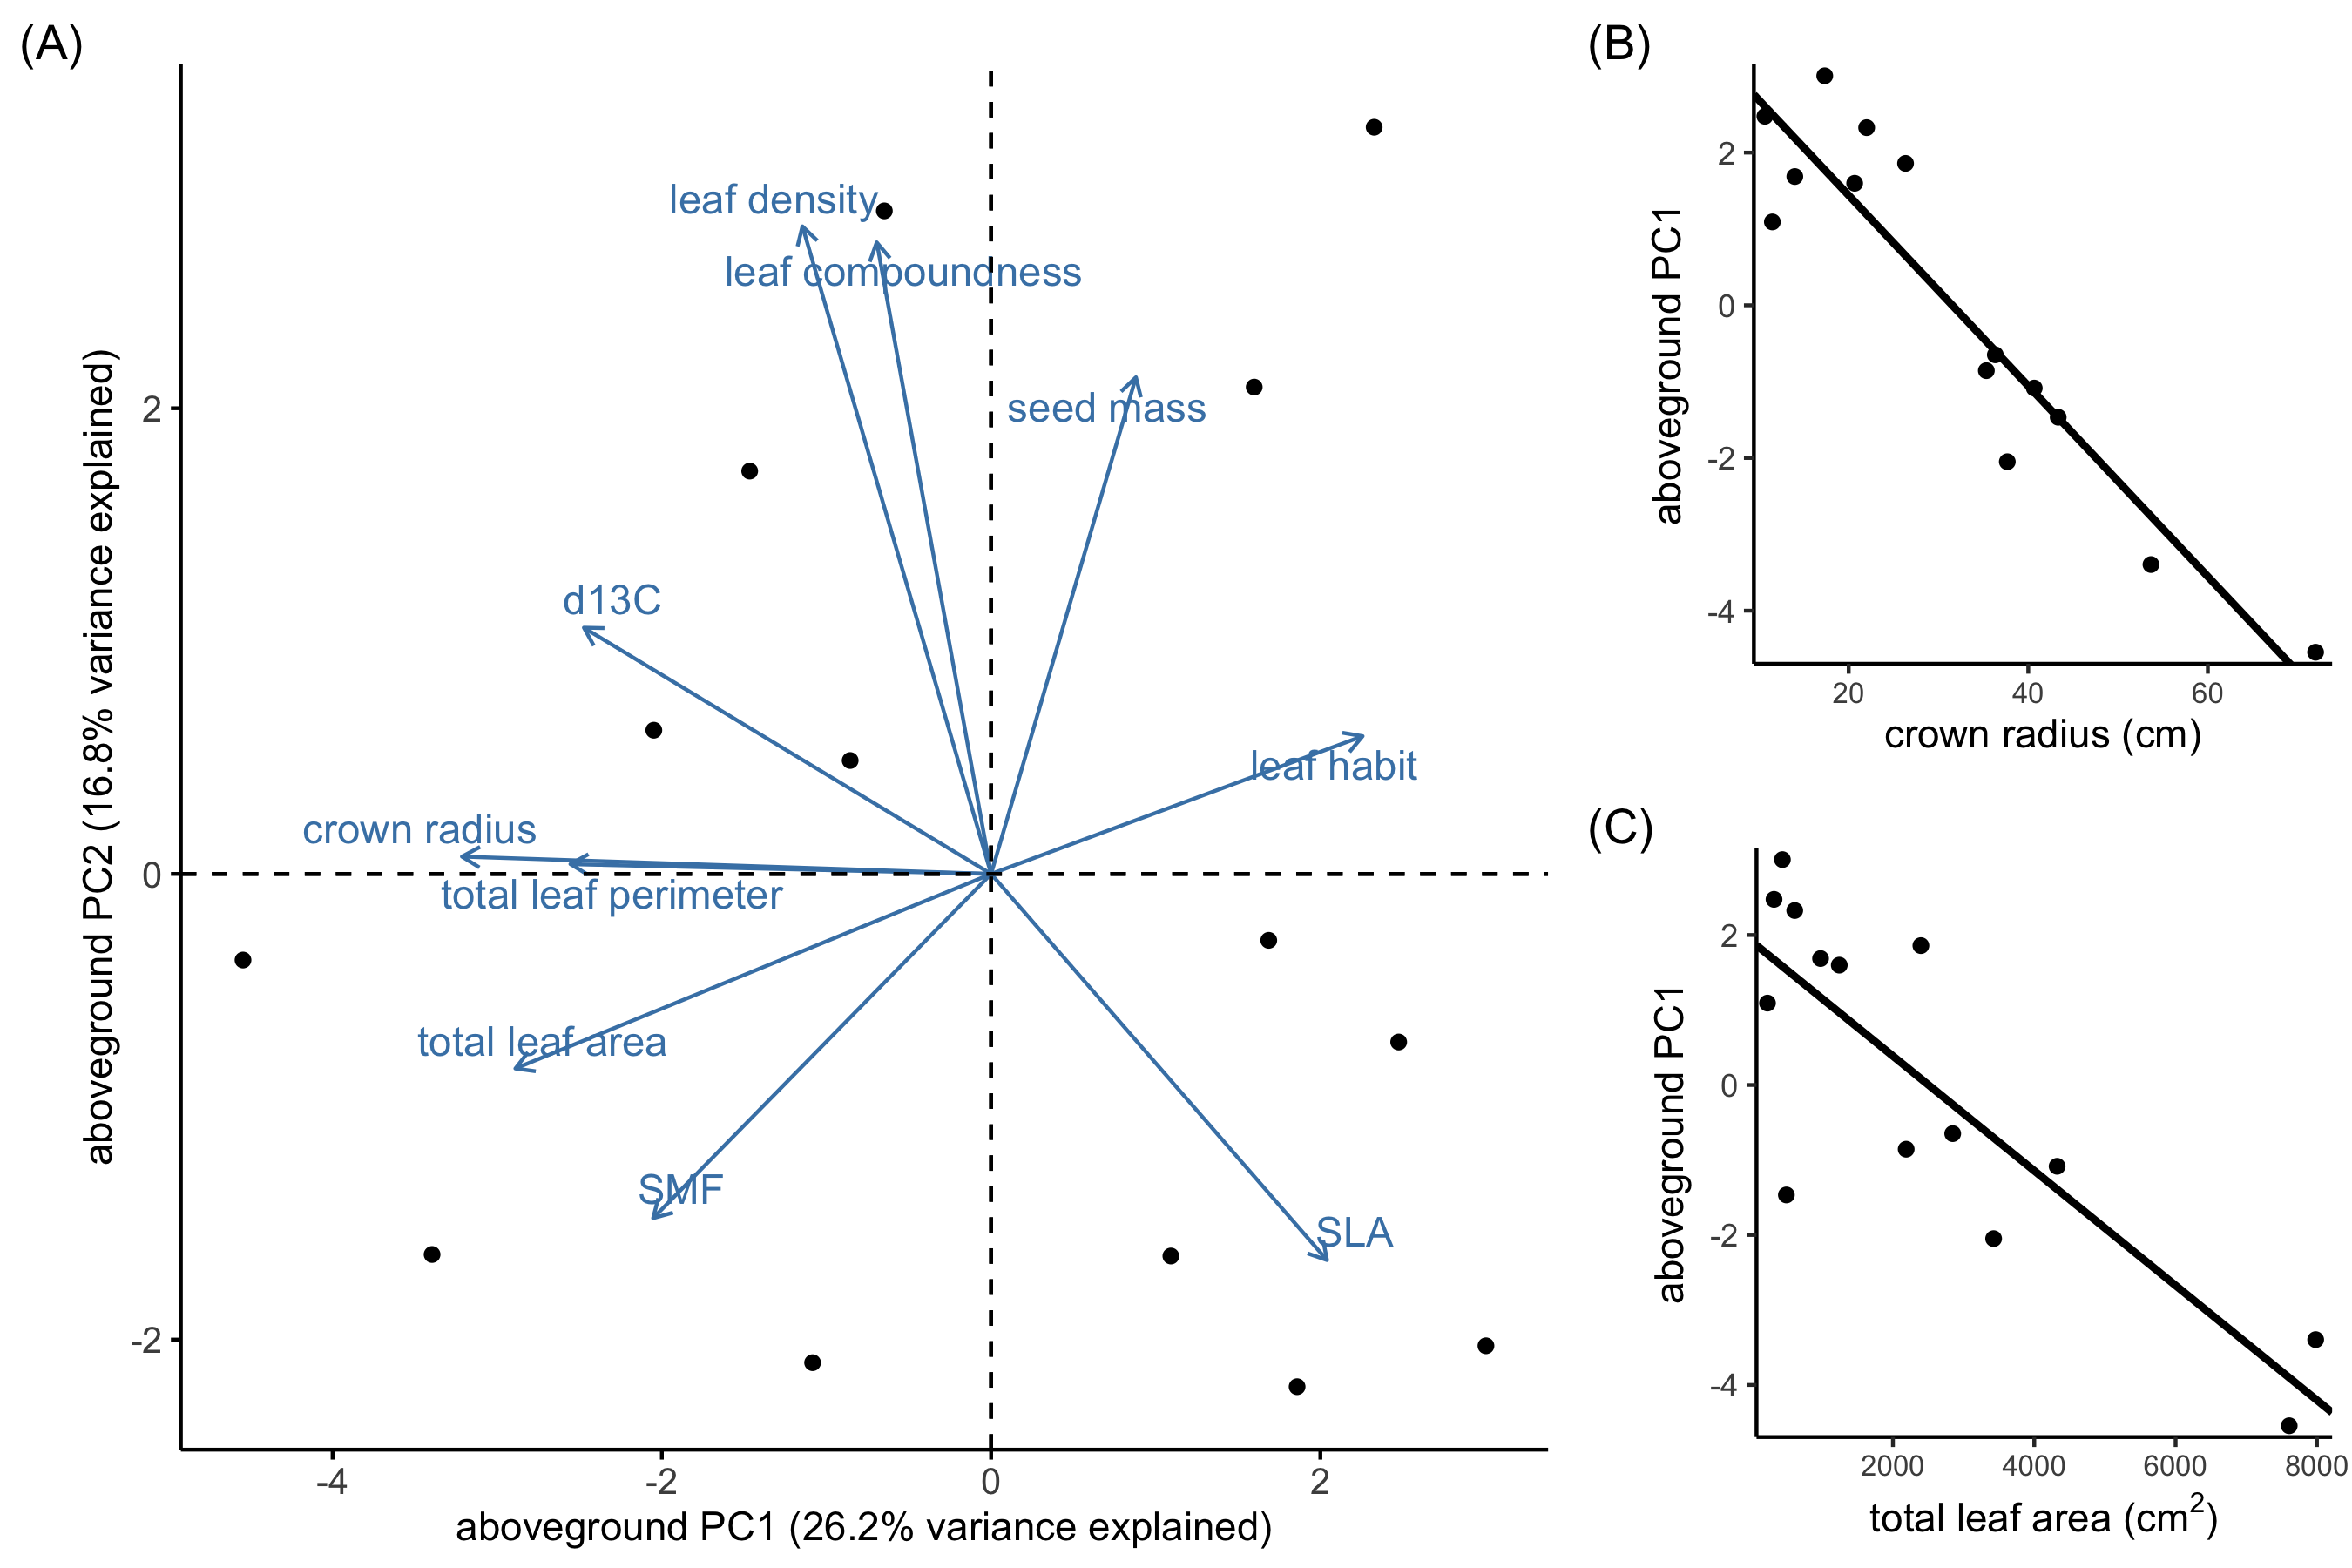 (A)
aboveground PC2 (16.8% variance explained)
2
0
-2
leaf density
leaf compoundness
seed mass
d13C
leaf habit
crown radius
total leaf perimeter
total leaf area
SMF
SLA
-4
-2
0
2
aboveground PC1 (26.2% variance explained)
(B)
aboveground PC1
2
0
-2
-4
20
40
60
crown radius (cm)
(C)
aboveground PC1
2
0
-2
-4
2000
4000
6000
8000
total leaf area (cm²)